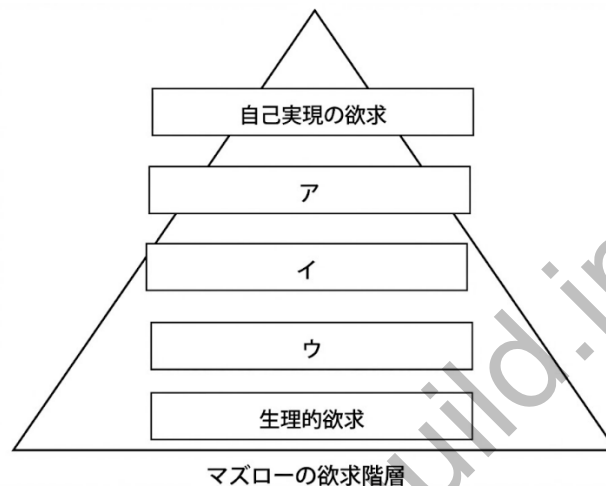 自己実現の欲求
ア
イ
ウ
生理的欲求
マズローの欲求階層